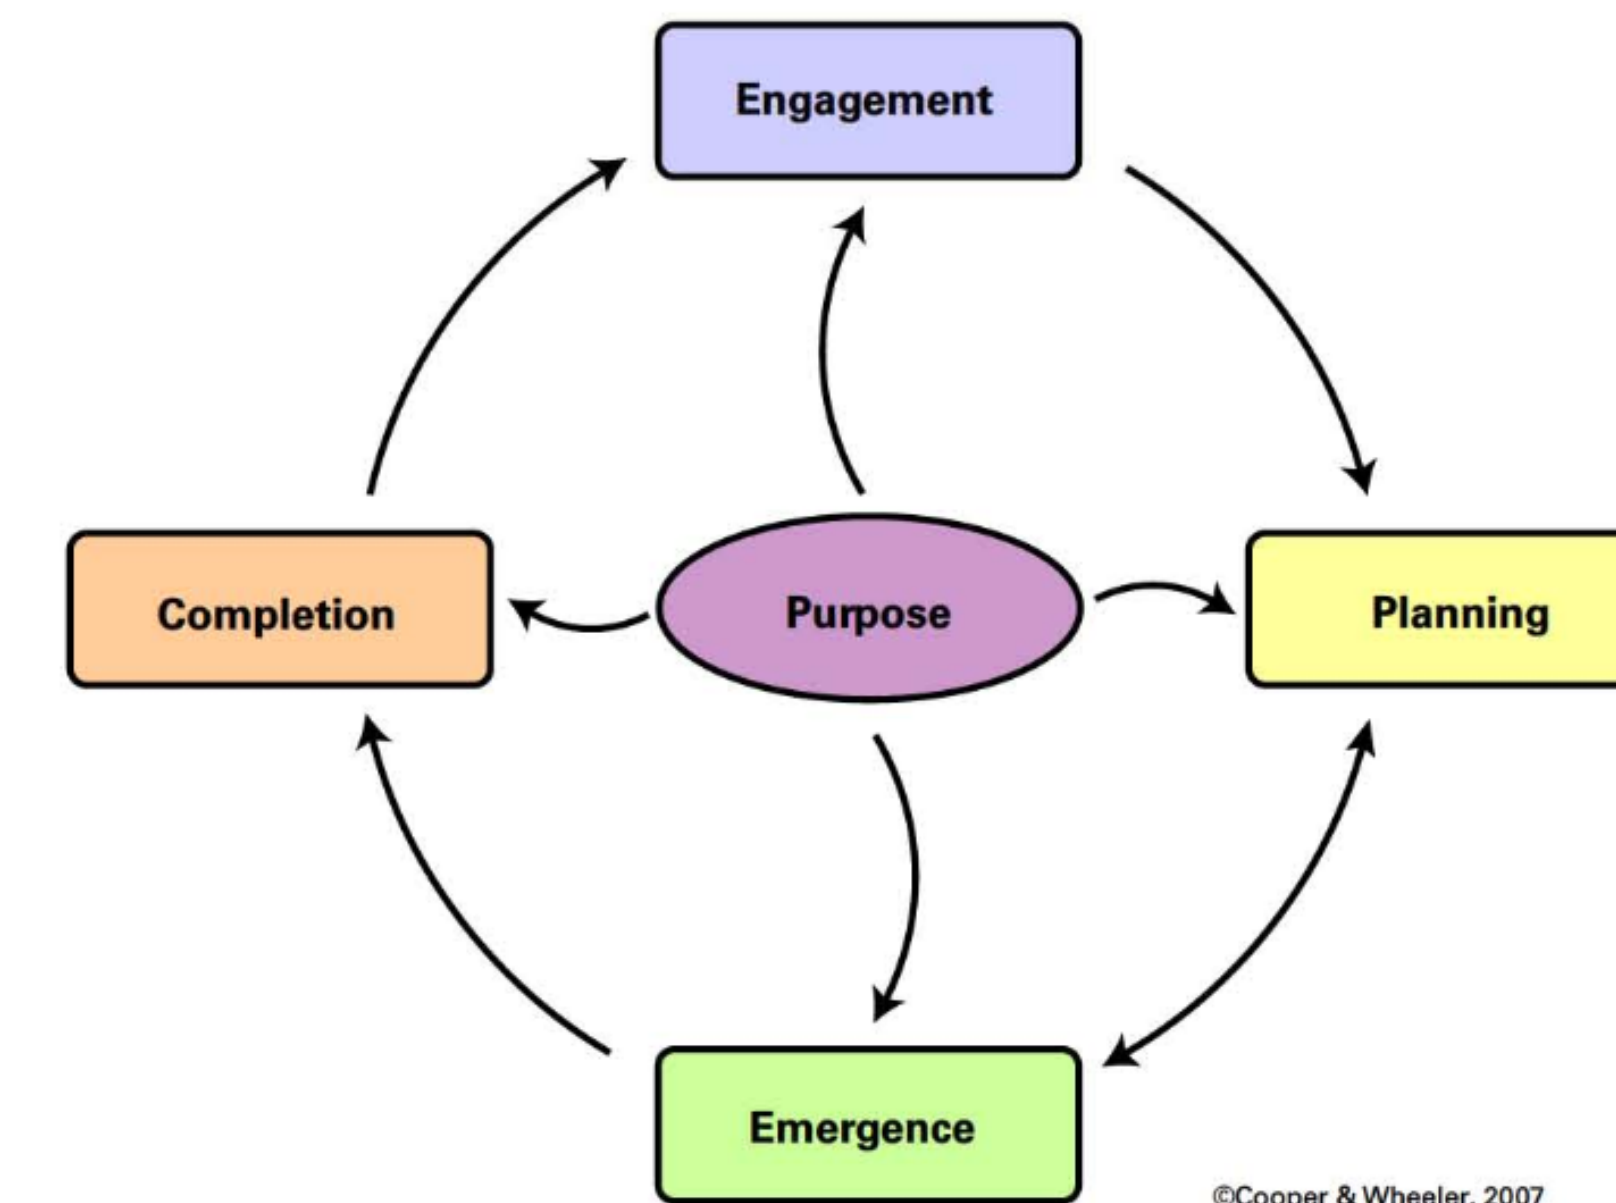 Engagement
Completion
Purpose
Planning
Emergence
©Cooper & Wheeler, 2007